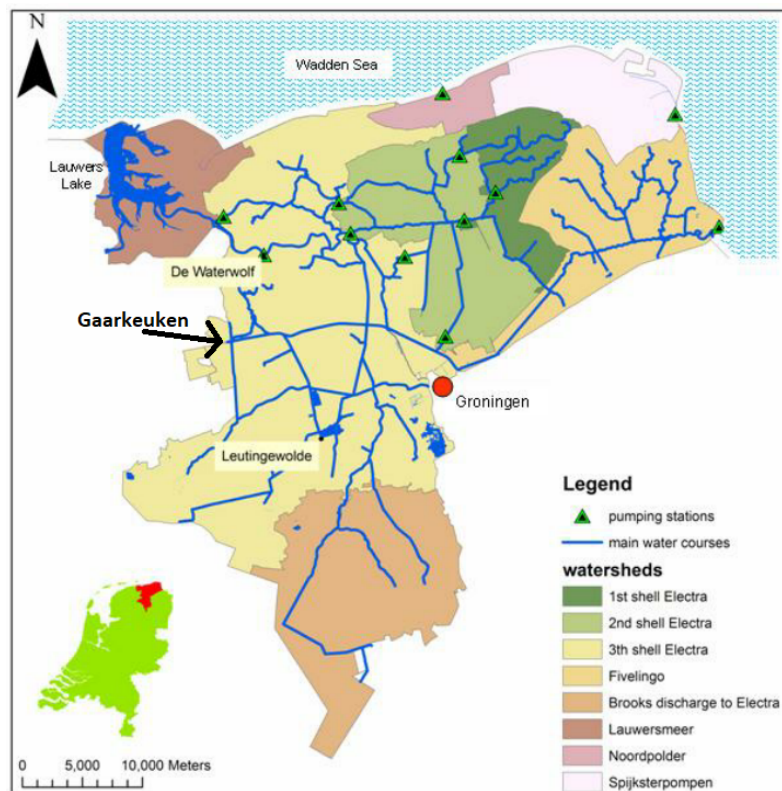 N
Wadden Sea
Lauwers
Lake
De Waterwolf
Gaarkeuken
Groningen
Leutingewolde
Legend
pumping stations
main water courses
watersheds
1st shell Electra
2nd shell Electra
3th shell Electra
Fivelingo
Brooks discharge to Electra
Lauwersmeer
Noordpolder
Spijksterpompen
0 5,000 10,000 Meters